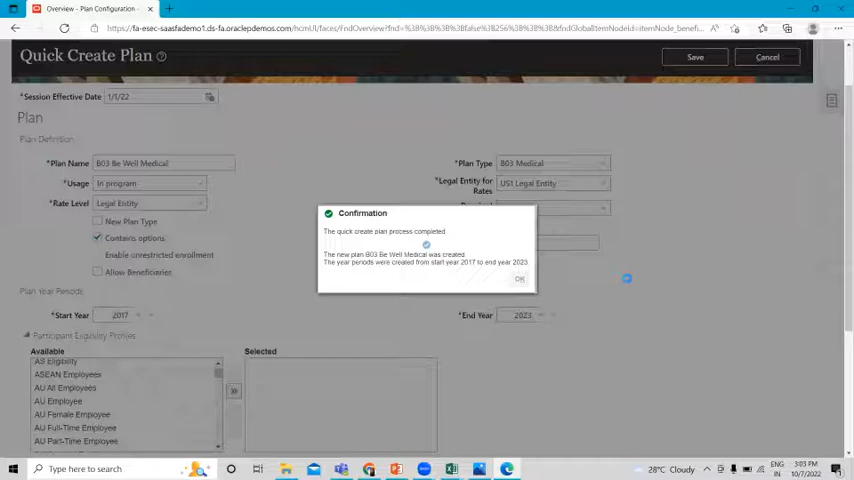 Overview - Plan Configuration
https://fa-esec-saasfademo1.ds-fa.oraclepdemos.com/hcmUI/faces/FndOverview?fnd=%3B%3B%3B%3Bfalse%3B256%3B%3B%3B&fndGlobalItemNodeId=itemNode_benefi...
Quick Create Plan
Save
Cancel
*Session Effective Date 1/1/22
Plan
Plan Definition
*Plan Name B03 Be Well Medical
*Plan Type B03 Medical
*Usage In program
*Legal Entity for Rates US1 Legal Entity
*Rate Level Legal Entity
New Plan Type
Contains options
Enable unrestricted enrollment
Allow Beneficiaries
Confirmation
The quick create plan process completed.
The new plan B03 Be Well Medical was created
The year periods were created from start year 2017 to end year 2023.
OK
Plan Year Periods
*Start Year 2017
*End Year 2023
Participant Eligibility Profiles
Available
Selected
AS Eligibility
ASEAN Employees
AU All Employees
AU Employee
AU Female Employee
AU Full-Time Employee
AU Part-Time Employee
Type here to search
28°C Cloudy
ENG
IN
3:03 PM
10/7/2022